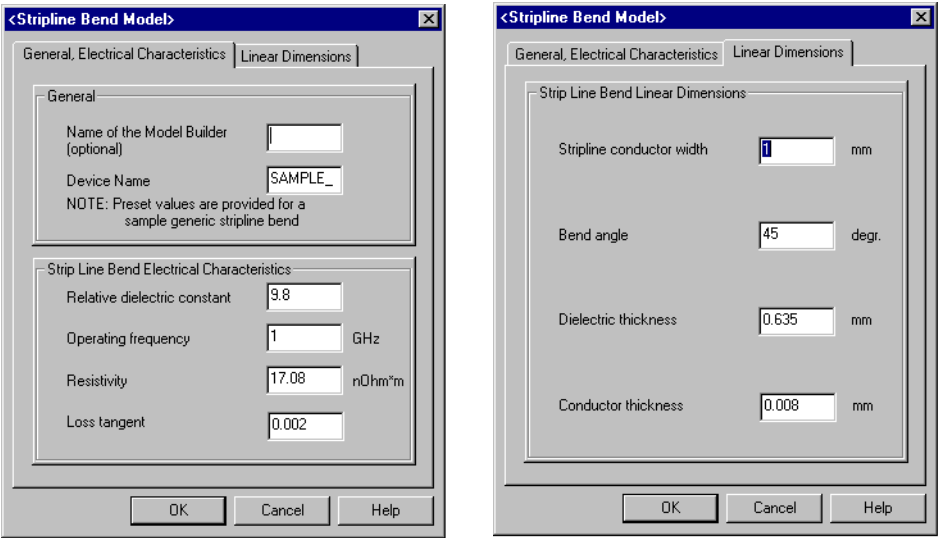 <Stripline Bend Model>
General, Electrical Characteristics
Linear Dimensions
General
Name of the Model Builder
(optional)
Device Name
SAMPLE_
NOTE: Preset values are provided for a
sample generic stripline bend
Strip Line Bend Electrical Characteristics
Relative dielectric constant
9.8
Operating frequency
1
GHz
Resistivity
17.08
nOhm*m
Loss tangent
0.002
OK
Cancel
Help
<Stripline Bend Model>
General, Electrical Characteristics
Linear Dimensions
Strip Line Bend Linear Dimensions
Stripline conductor width
1
mm
Bend angle
45
degr.
Dielectric thickness
0.635
mm
Conductor thickness
0.008
mm
OK
Cancel
Help